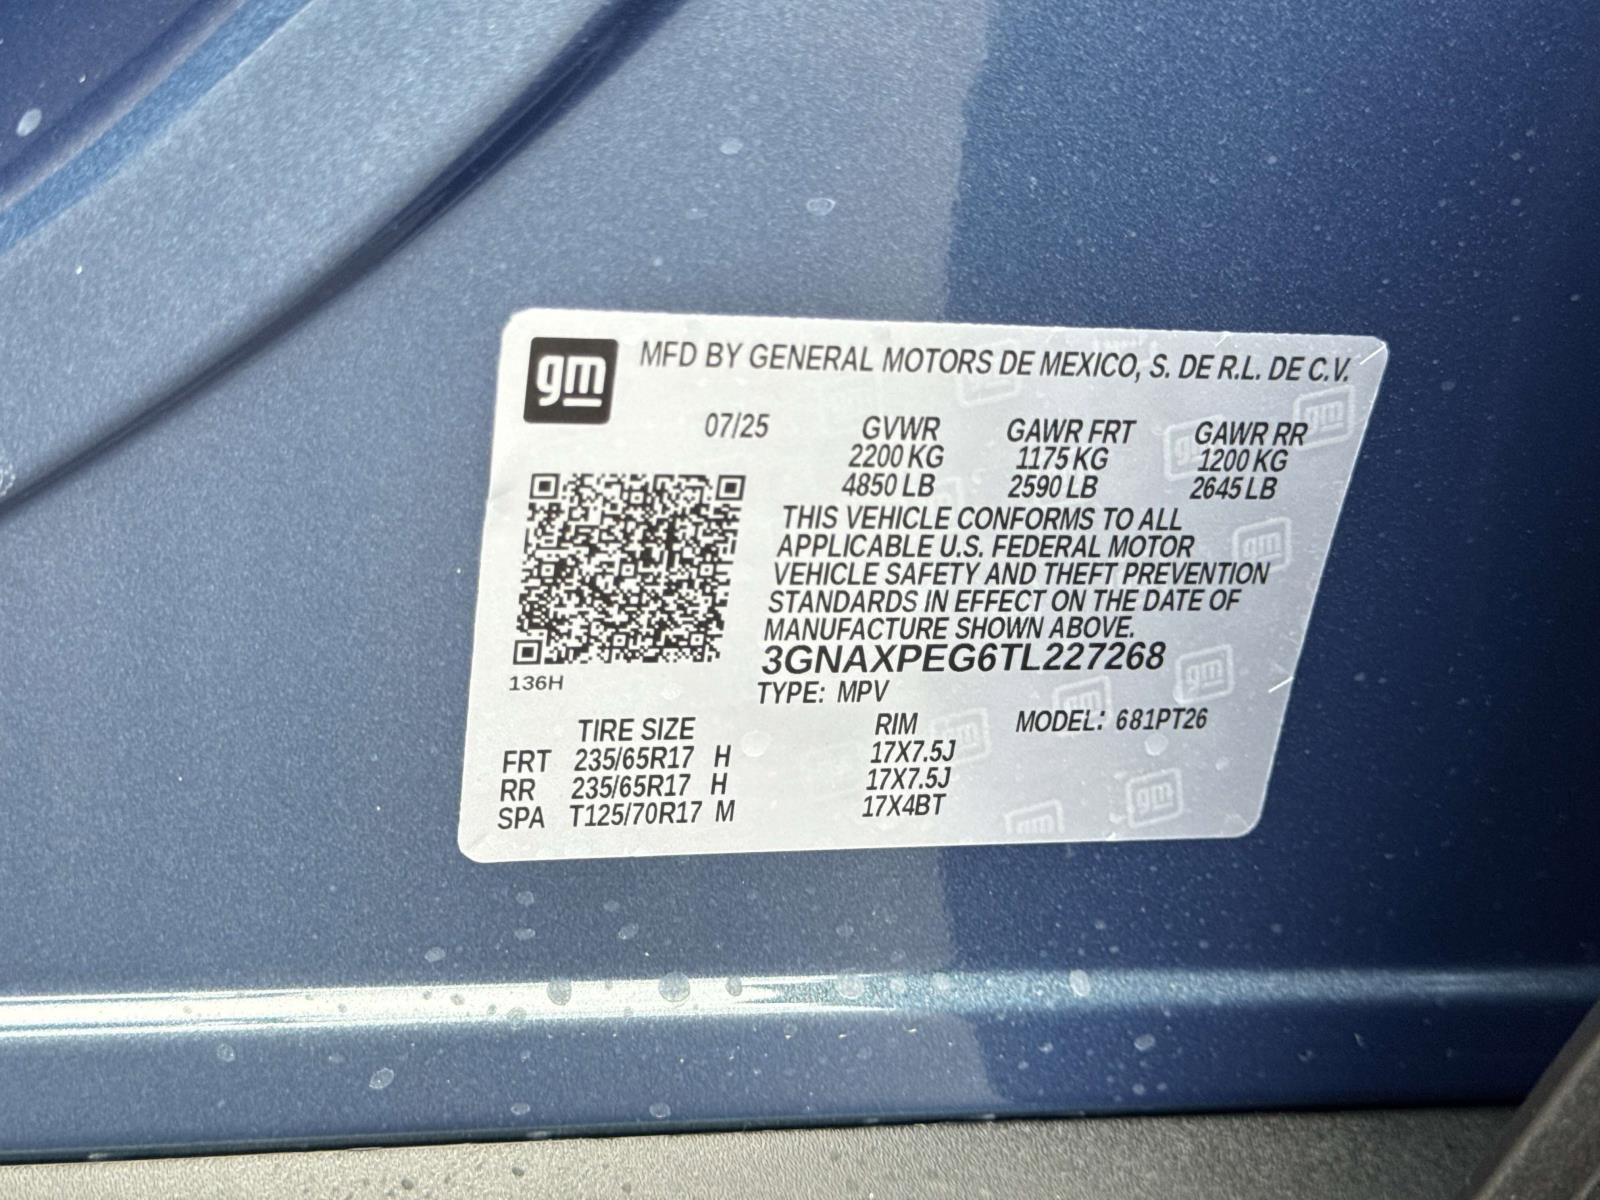 gm MFD BY GENERAL MOTORS DE MEXICO, S. DE R.L. DE C.V.
07/25 GVWR GAWR FRT GAWR RR
2200 KG 1175 KG 1200 KG
4850 LB 2590 LB 2645 LB
THIS VEHICLE CONFORMS TO ALL
APPLICABLE U.S. FEDERAL MOTOR
VEHICLE SAFETY AND THEFT PREVENTION
STANDARDS IN EFFECT ON THE DATE OF
MANUFACTURE SHOWN ABOVE.
3GNAXPEG6TL227268
136H
TYPE: MPV
TIRE SIZE RIM MODEL: 681PT26
FRT 235/65R17 H 17X7.5J
RR 235/65R17 H 17X7.5J
SPA T125/70R17 M 17X4BT